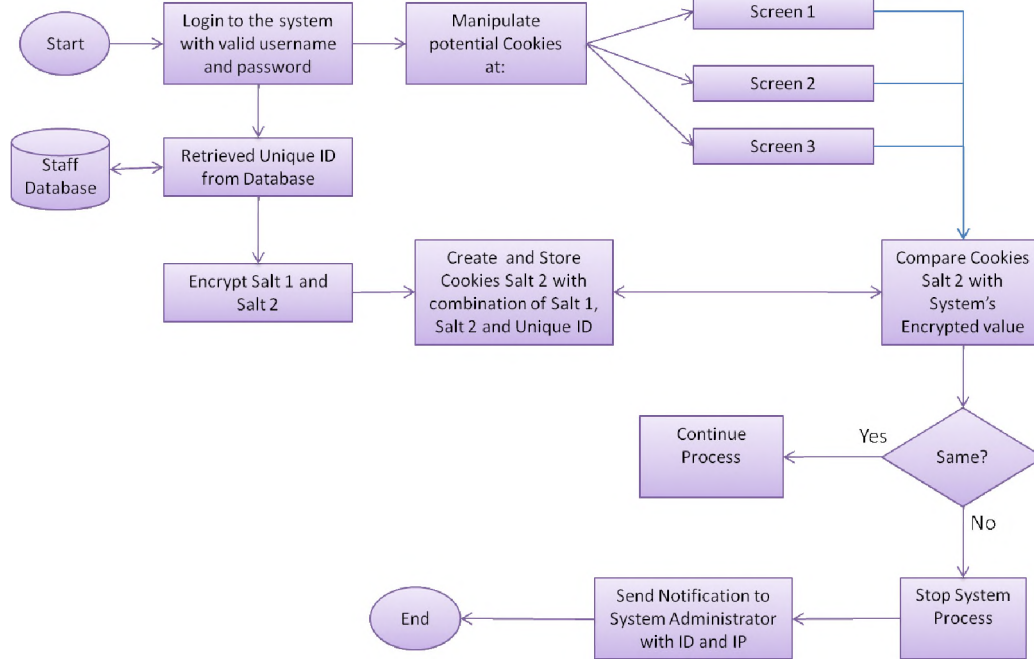 Start
Login to the system
with valid username
and password
Manipulate
potential Cookies
at:
Screen 1
Screen 2
Screen 3
Staff
Database
Retrieved Unique ID
from Database
Encrypt Salt 1 and
Salt 2
Create and Store
Cookies Salt 2 with
combination of Salt 1,
Salt 2 and Unique ID
Compare Cookies
Salt 2 with
System's
Encrypted value
Same?
Yes
Continue
Process
No
Stop System
Process
Send Notification to
System Administrator
with ID and IP
End